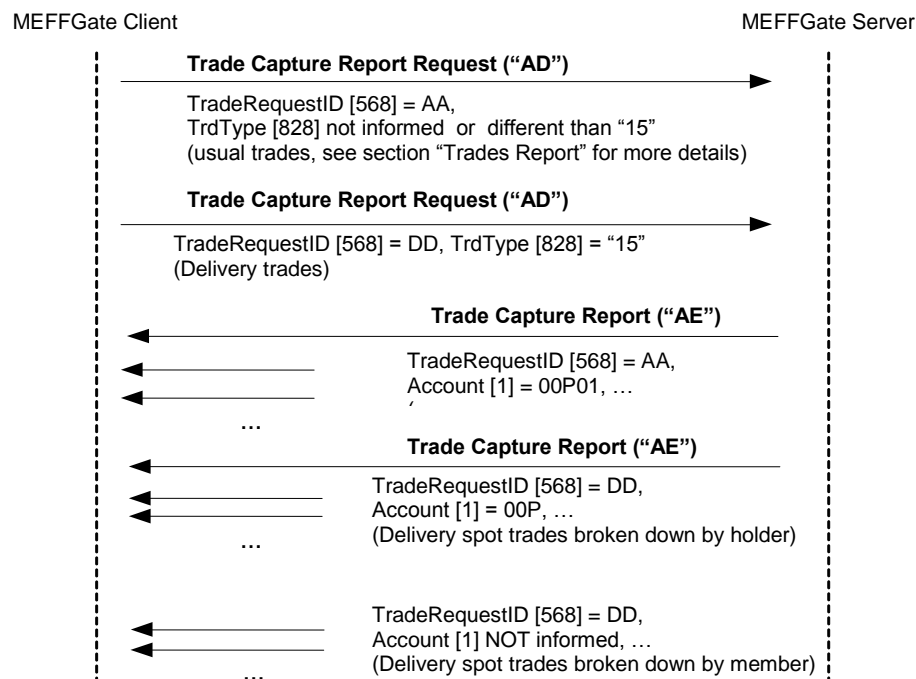 MEFFGate Client
MEFFGate Server
Trade Capture Report Request (“AD”)
TradeRequestID [568] = AA,
TrdType [828] not informed or different than “15”
(usual trades, see section “Trades Report” for more details)
Trade Capture Report Request (“AD”)
TradeRequestID [568] = DD, TrdType [828] = “15”
(Delivery trades)
Trade Capture Report (“AE”)
TradeRequestID [568] = AA,
Account [1] = 00P01, …
‘
…
Trade Capture Report (“AE”)
TradeRequestID [568] = DD,
Account [1] = 00P, …
(Delivery spot trades broken down by holder)
…
TradeRequestID [568] = DD,
Account [1] NOT informed, …
(Delivery spot trades broken down by member)
…